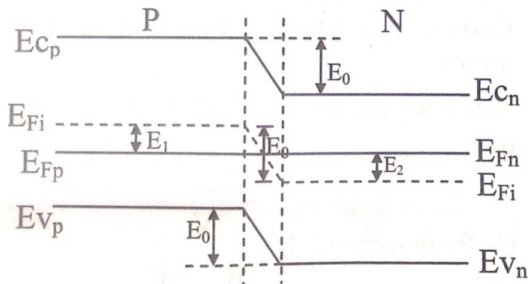 P N
Ec_p E_0 Ec_n
E_Fi E_1 E_0
E_Fp E_2 E_Fn
E_Fi
Ev_p E_0 Ev_n